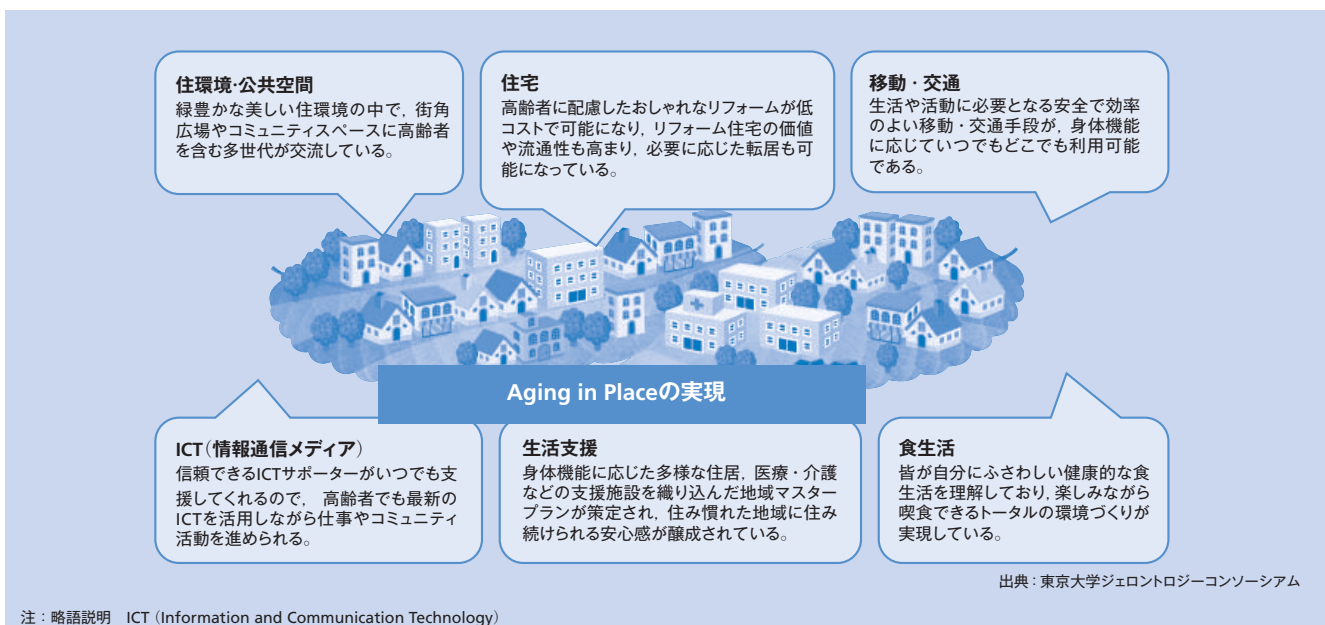 住環境·公共空間
緑豊かな美しい住環境の中で，街角
広場やコミュニティスペースに高齢者
を含む多世代が交流している。
住宅
高齢者に配慮したおしゃれなリフォームが低
コストで可能になり，リフォーム住宅の価値
や流通性も高まり，必要に応じた転居も可
能になっている。
移動・交通
生活や活動に必要となる安全で効率
のよい移動・交通手段が，身体機能
に応じていつでもどこでも利用可能
である。
Aging in Placeの実現
ICT（情報通信メディア）
信頼できるICTサポーターがいつでも支
援してくれるので， 高齢者でも最新の
ICTを活用しながら仕事やコミュニティ
活動を進められる。
生活支援
身体機能に応じた多様な住居，医療・介護
などの支援施設を織り込んだ地域マスター
プランが策定され，住み慣れた地域に住み
続けられる安心感が醸成されている。
食生活
皆が自分にふさわしい健康的な食
生活を理解しており，楽しみながら
喫食できるトータルの環境づくりが
実現している。
出典：東京大学ジェロントロジーコンソーシアム
注：略語説明　ICT（Information and Communication Technology）